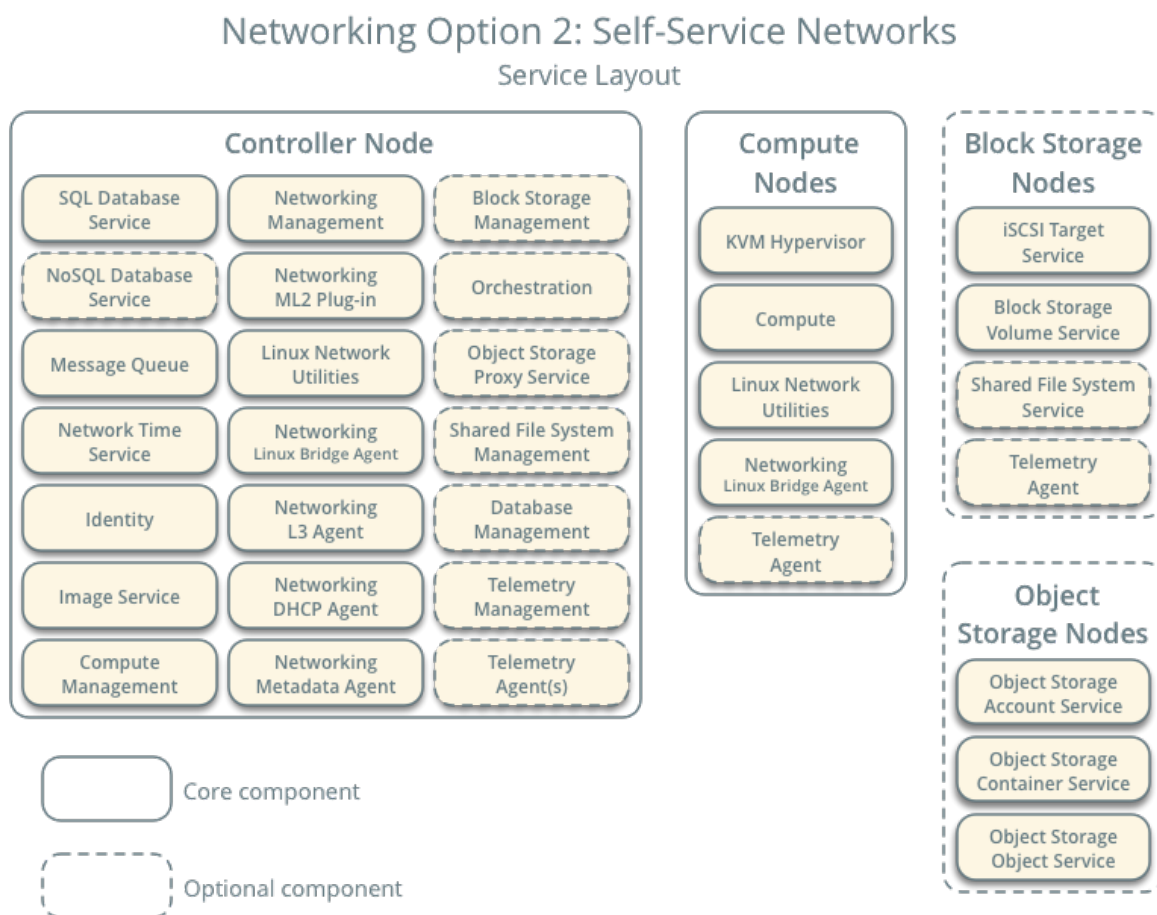 Networking Option 2: Self-Service Networks
Service Layout
Controller Node
SQL Database
Service
Networking
Management
Block Storage
Management
NoSQL Database
Service
Networking
ML2 Plug-in
Orchestration
Message Queue
Linux Network
Utilities
Object Storage
Proxy Service
Network Time
Service
Networking
Linux Bridge Agent
Shared File System
Management
Identity
Networking
L3 Agent
Database
Management
Image Service
Networking
DHCP Agent
Telemetry
Management
Compute
Management
Networking
Metadata Agent
Telemetry
Agent(s)
Compute
Nodes
KVM Hypervisor
Compute
Linux Network
Utilities
Networking
Linux Bridge Agent
Telemetry
Agent
Block Storage
Nodes
iSCSI Target
Service
Block Storage
Volume Service
Shared File System
Service
Telemetry
Agent
Object
Storage Nodes
Object Storage
Account Service
Object Storage
Container Service
Object Storage
Object Service
Core component
Optional component